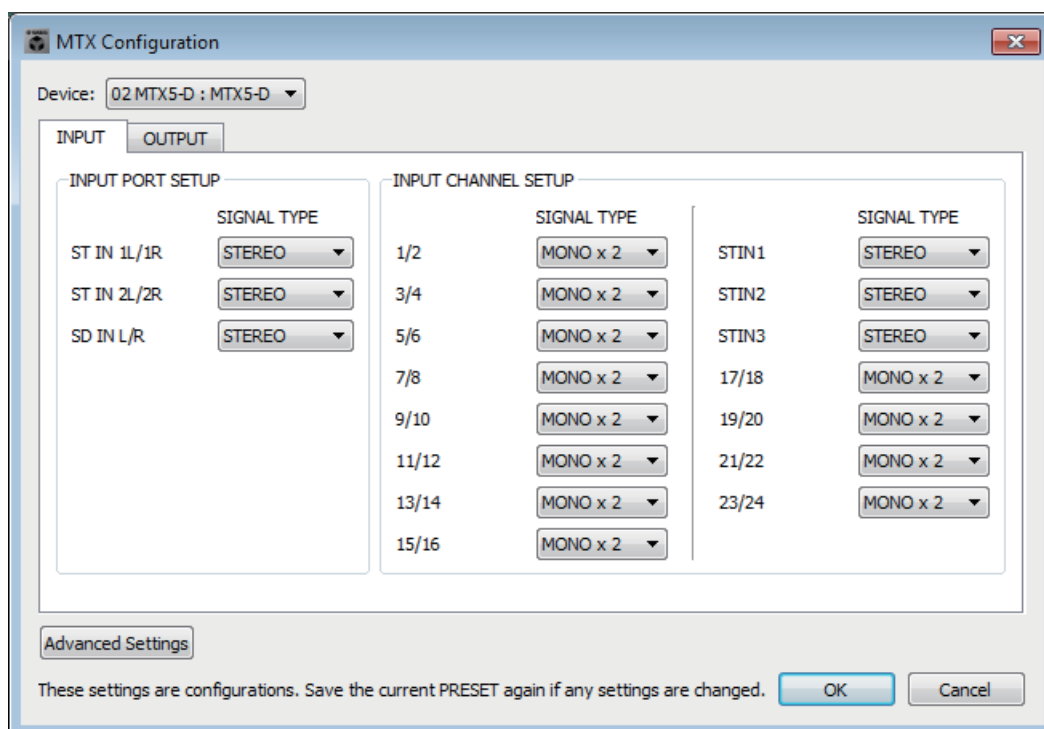 MTX Configuration
Device: 02 MTX5-D : MTX5-D
INPUT OUTPUT
INPUT PORT SETUP
SIGNAL TYPE
ST IN 1L/1R STEREO
ST IN 2L/2R STEREO
SD IN L/R STEREO
INPUT CHANNEL SETUP
SIGNAL TYPE
1/2 MONO x 2
3/4 MONO x 2
5/6 MONO x 2
7/8 MONO x 2
9/10 MONO x 2
11/12 MONO x 2
13/14 MONO x 2
15/16 MONO x 2
SIGNAL TYPE
STIN1 STEREO
STIN2 STEREO
STIN3 STEREO
17/18 MONO x 2
19/20 MONO x 2
21/22 MONO x 2
23/24 MONO x 2
Advanced Settings
These settings are configurations. Save the current PRESET again if any settings are changed. OK Cancel